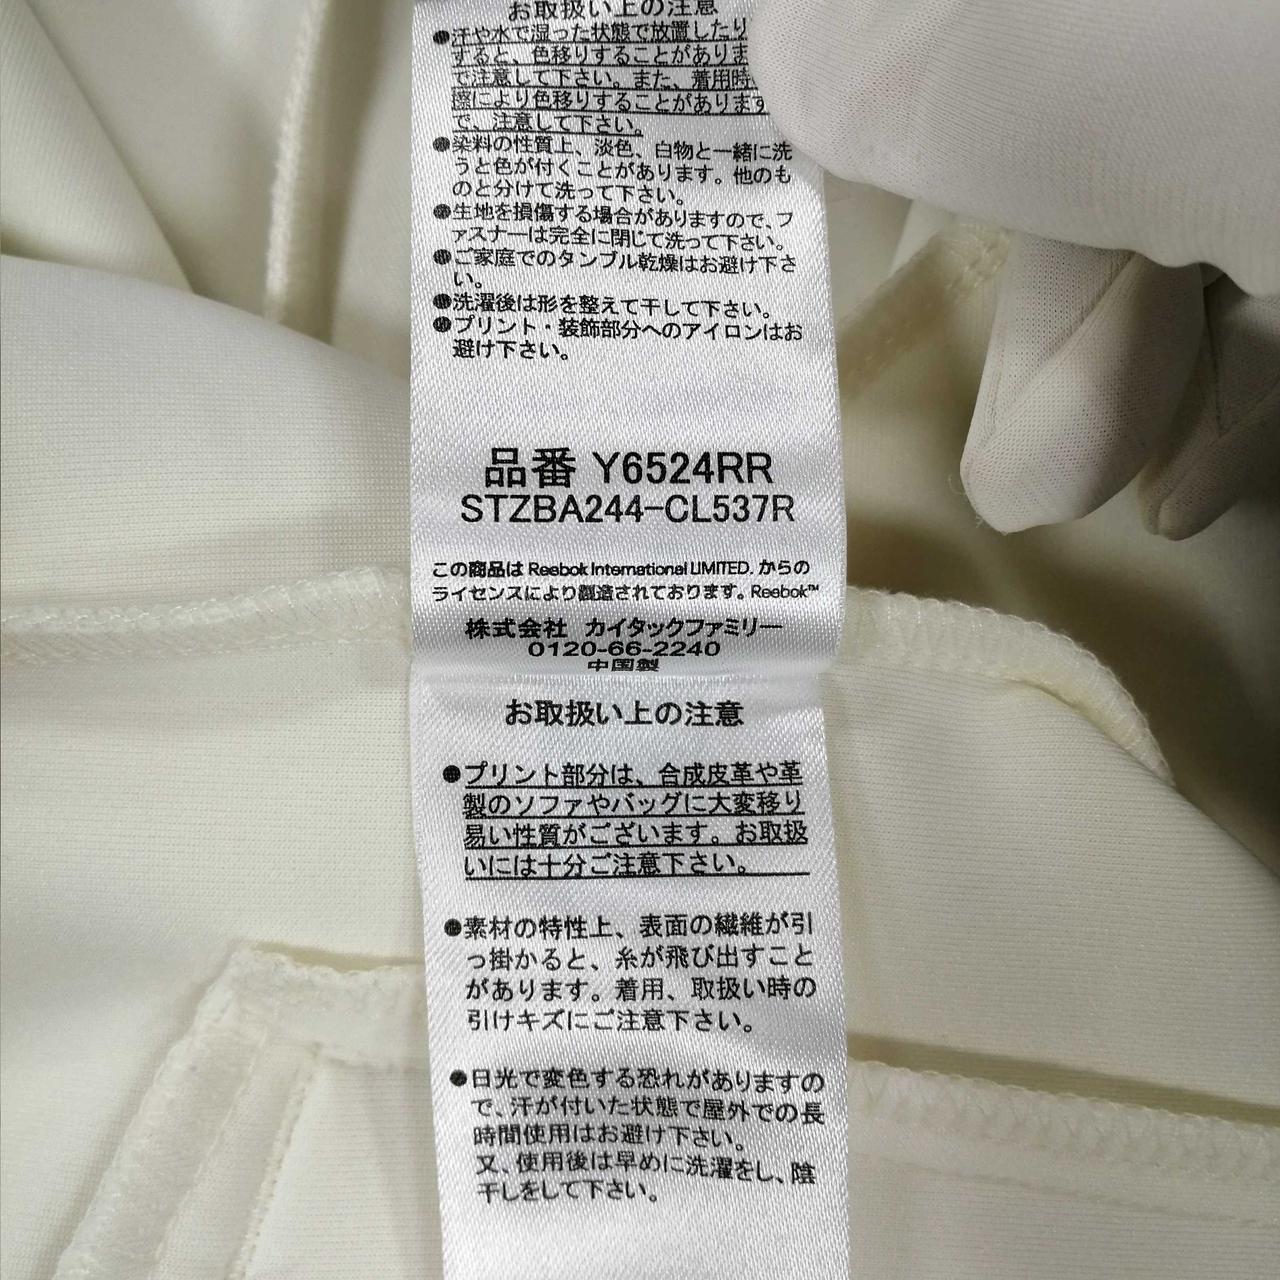 お取扱い上の注意
●汗や水で湿った状態で放置したり
すると、色移りすることがありま
で注意して下さい。また、着用時
擦により色移りすることがあります
で、注意して下さい。
●染料の性質上、淡色、白物と一緒に洗
うと色が付くことがあります。他のも
のと分けて洗って下さい。
●生地を損傷する場合がありますので、フ
ァスナーは完全に閉じて洗って下さい。
●ご家庭でのタンブル乾燥はお避け下さ
い。
●洗濯後は形を整えて干して下さい。
●プリント・装飾部分へのアイロンはお
避け下さい。
品番 Y6524RR
STZBA244-CL537R
この商品は Reebok International LIMITED. からの
ライセンスにより製造されております。Reebok™
株式会社 カイタックファミリー
0120-66-2240
中国製
お取扱い上の注意
●プリント部分は、合成皮革や革
製のソファやバッグに大変移り
易い性質がございます。お取扱
いには十分ご注意下さい。
●素材の特性上、表面の繊維が引
っ掛かると、糸が飛び出すこと
があります。着用、取扱い時の
引けキズにご注意下さい。
●日光で変色する恐れがありますの
で、汗が付いた状態で屋外での長
時間使用はお避け下さい。
又、使用後は早めに洗濯をし、陰
干しをして下さい。